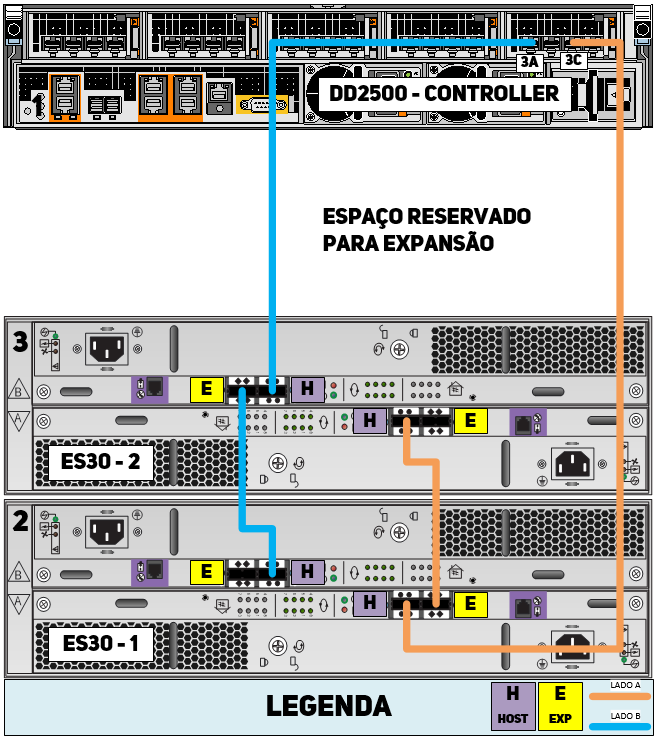 3A
3C
1
DD2500 - CONTROLLER
ESPAÇO RESERVADO
PARA EXPANSÃO
3
B
E
H
A
H
E
ES30 - 2
2
B
E
H
A
H
E
ES30 - 1
LEGENDA
H
HOST
E
EXP
LADO A
LADO B